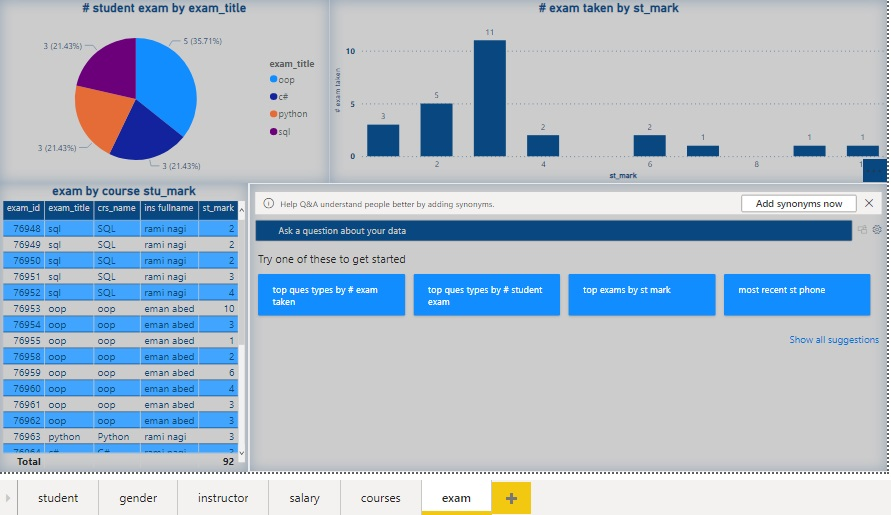 # student exam by exam_title
3 (21.43%)
5 (35.71%)
3 (21.43%)
3 (21.43%)
exam_title
oop
c#
python
sql
# exam taken by st_mark
# exam taken
10
5
0
3
5
11
2
2
1
1
1
2
4
6
8
st_mark
exam by course stu_mark
exam_id exam_title crs_name ins fullname st_mark
76948 sql SQL rami nagi 2
76949 sql SQL rami nagi 2
76950 sql SQL rami nagi 2
76951 sql SQL rami nagi 3
76952 sql SQL rami nagi 4
76953 oop oop eman abed 10
76954 oop oop eman abed 3
76955 oop oop eman abed 1
76958 oop oop eman abed 2
76959 oop oop eman abed 6
76960 oop oop eman abed 4
76961 oop oop eman abed 3
76962 oop oop eman abed 3
76963 python Python rami nagi 3
Total 92
Help Q&A understand people better by adding synonyms.
Add synonyms now
Ask a question about your data
Try one of these to get started
top ques types by # exam taken
top ques types by # student exam
top exams by st mark
most recent st phone
Show all suggestions
student gender instructor salary courses exam +